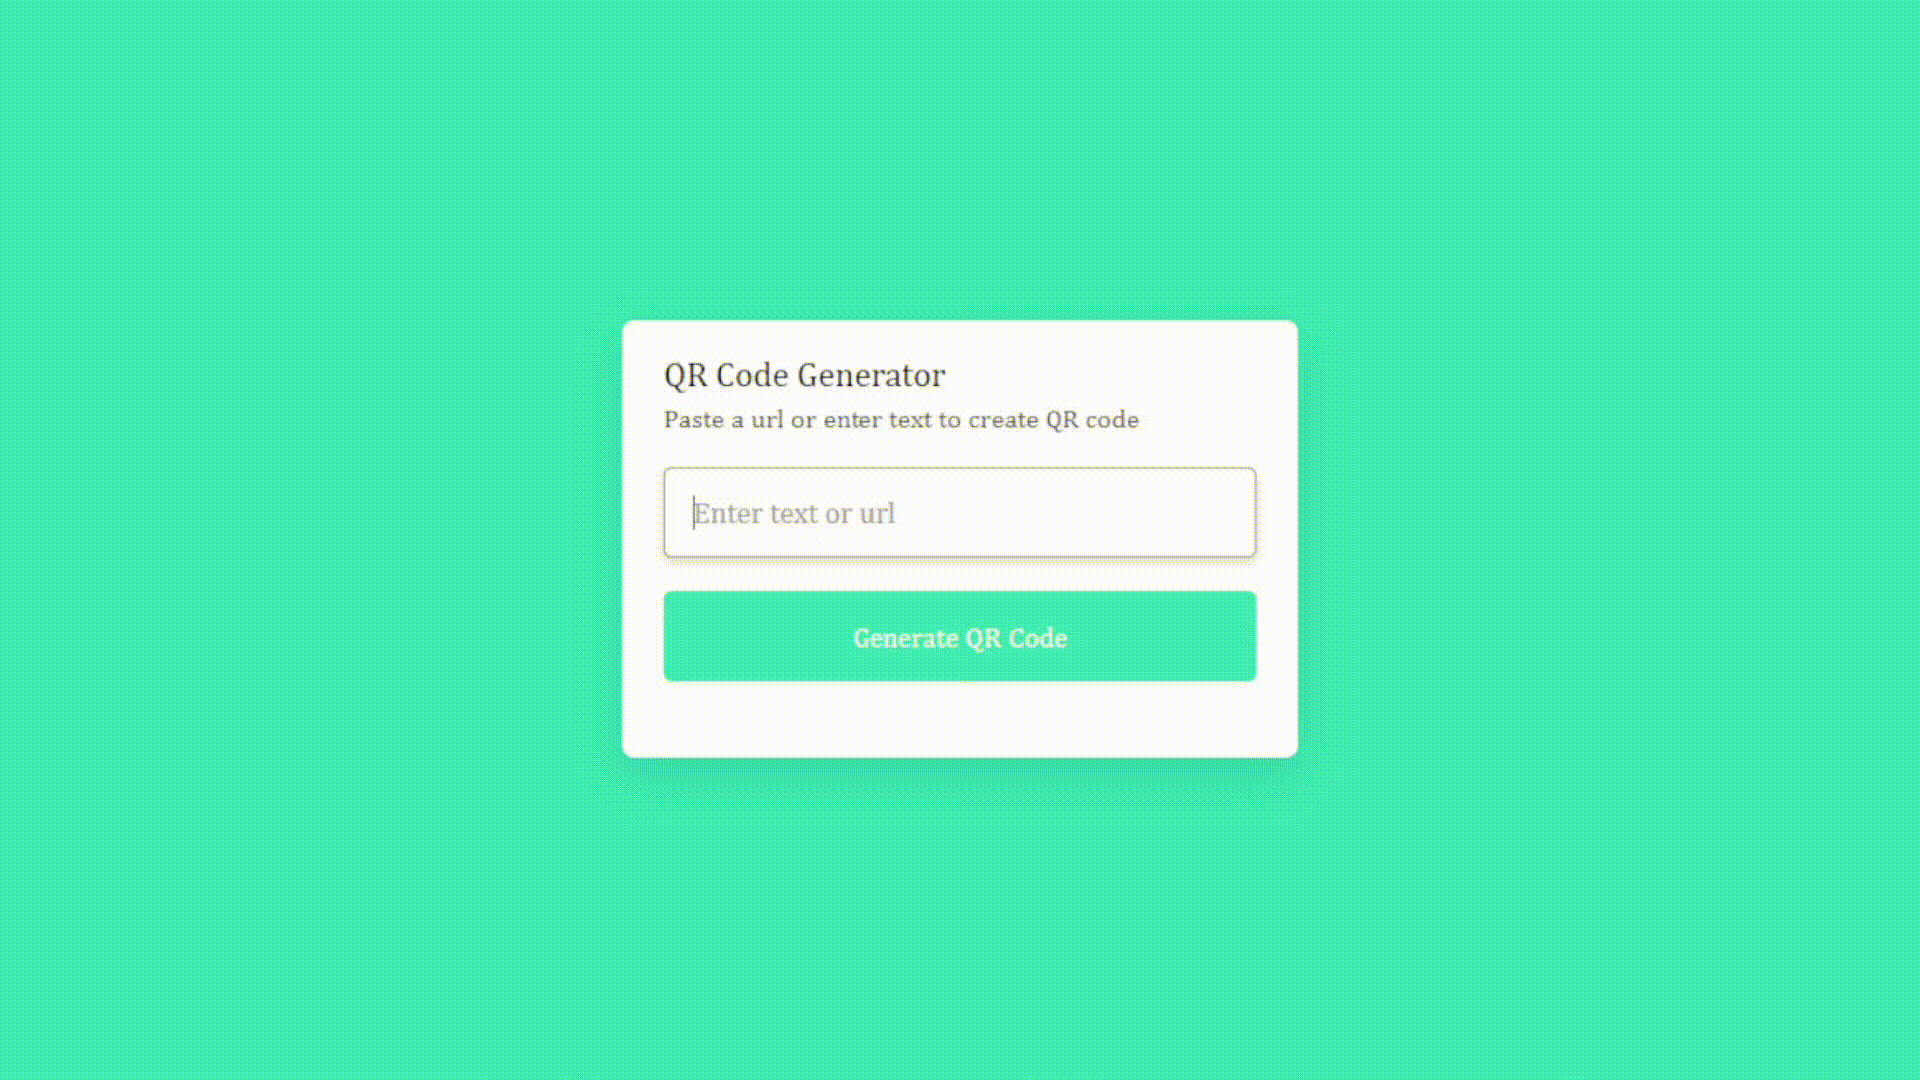 QR Code Generator
Paste a url or enter text to create QR code
Enter text or url
Generate QR Code